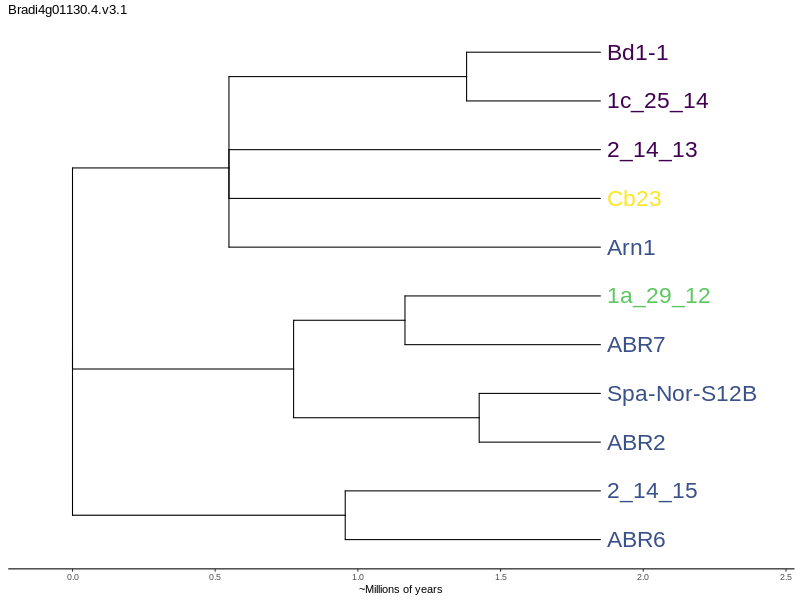 Bradi4g01130.4.v3.1
Bd1-1
1c_25_14
2_14_13
Cb23
Arn1
1a_29_12
ABR7
Spa-Nor-S12B
ABR2
2_14_15
ABR6
0.0 0.5 1.0 1.5 2.0 2.5
~Millions of years